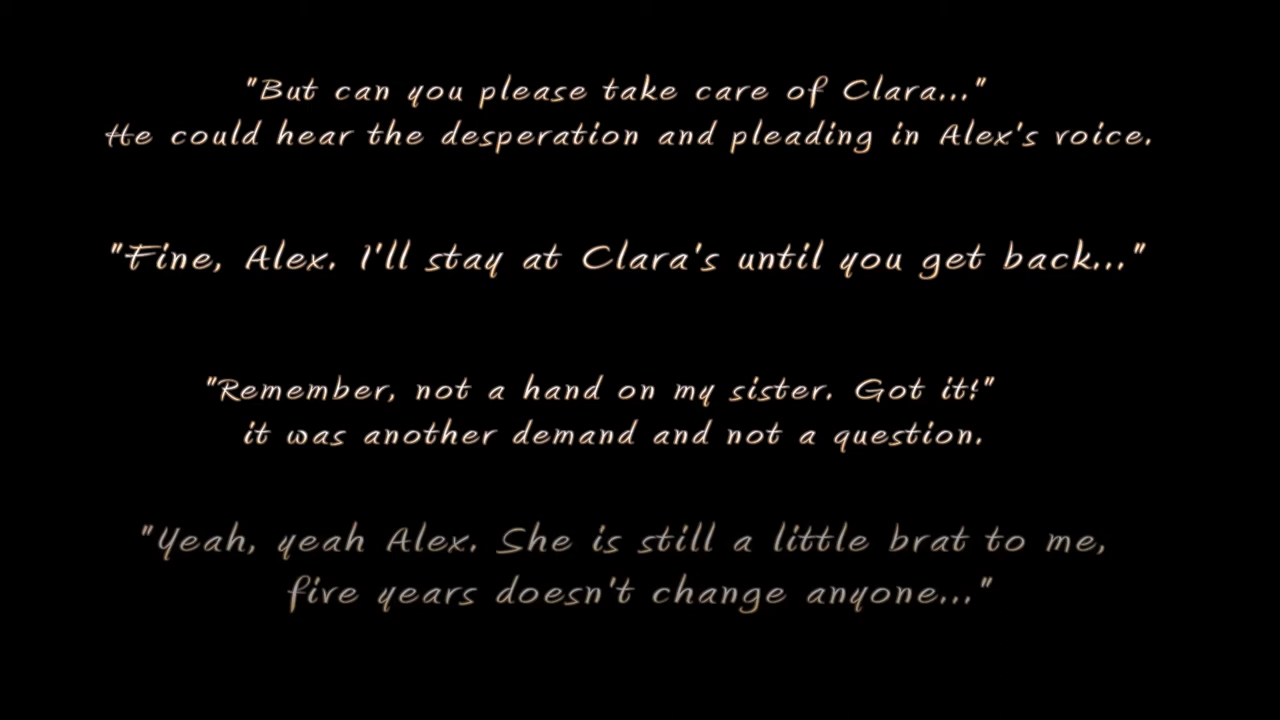 "But can you please take care of Clara..."
He could hear the desperation and pleading in Alex's voice.
"Fine, Alex. I'll stay at Clara's until you get back..."
"Remember, not a hand on my sister. Got it!"
it was another demand and not a question.
"Yeah, yeah Alex. She is still a little brat to me,
five years doesn't change anyone..."